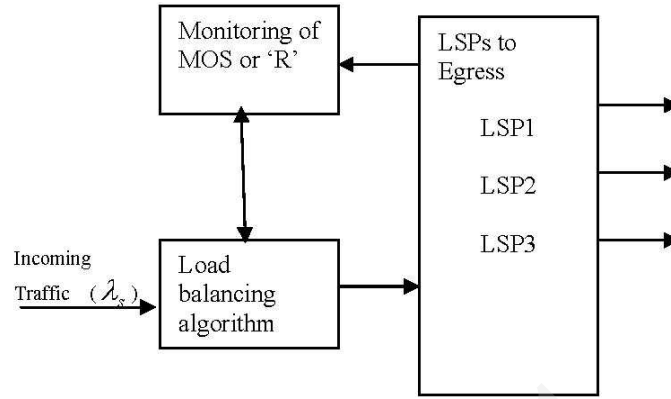 Monitoring of
MOS or ‘R’
LSPs to
Egress
LSP1
LSP2
LSP3
Incoming
Traffic (λₛ)
Load
balancing
algorithm